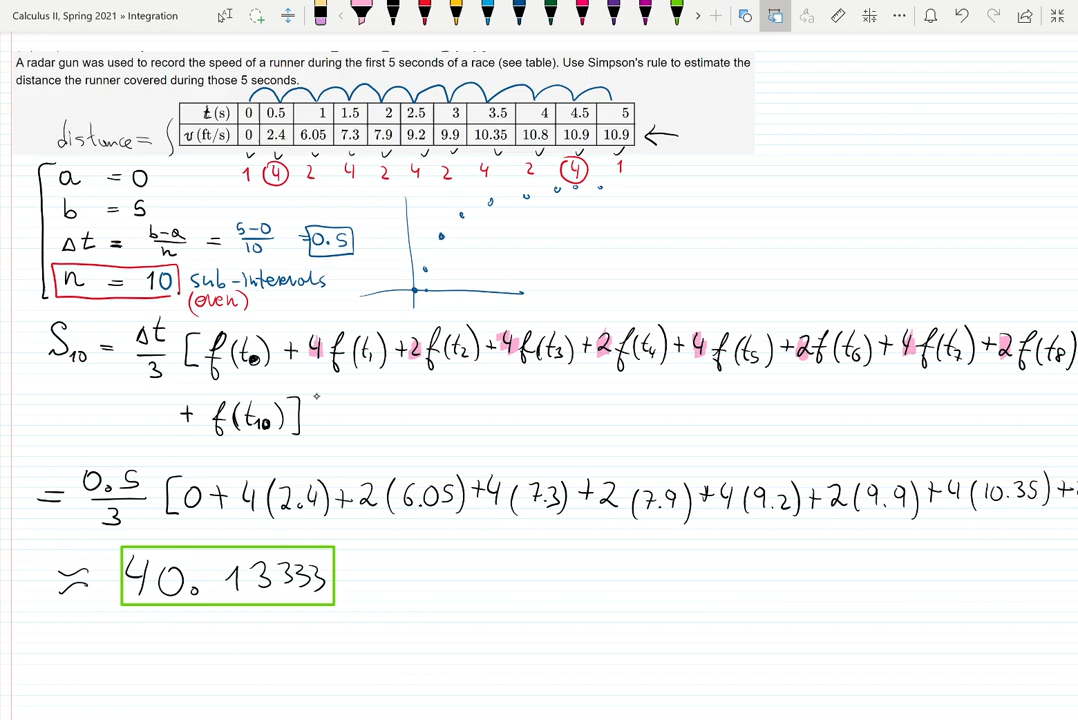 Calculus II, Spring 2021 » Integration
A radar gun was used to record the speed of a runner during the first 5 seconds of a race (see table). Use Simpson's rule to estimate the
distance the runner covered during those 5 seconds.
t(s) 0 0.5 1 1.5 2 2.5 3 3.5 4 4.5 5
distance = ∫ v(ft/s) 0 2.4 6.05 7.3 7.9 9.2 9.9 10.35 10.8 10.9 10.9 ←
1 4 2 4 2 4 2 4 2 4 1
a = 0
b = 5
Δt = b-a/n = 5-0/10 = 0.5
n = 10 sub-intervals
(even)
S₁₀ = Δt/3 [f(t₀) + 4f(t₁) + 2f(t₂) + 4f(t₃) + 2f(t₄) + 4f(t₅) + 2f(t₆) + 4f(t₇) + 2f(t₈)
+ f(t₁₀)]
= 0.5/3 [0 + 4(2.4) + 2(6.05) + 4(7.3) + 2(7.9) + 4(9.2) + 2(9.9) + 4(10.35) +
≈ 40.13333